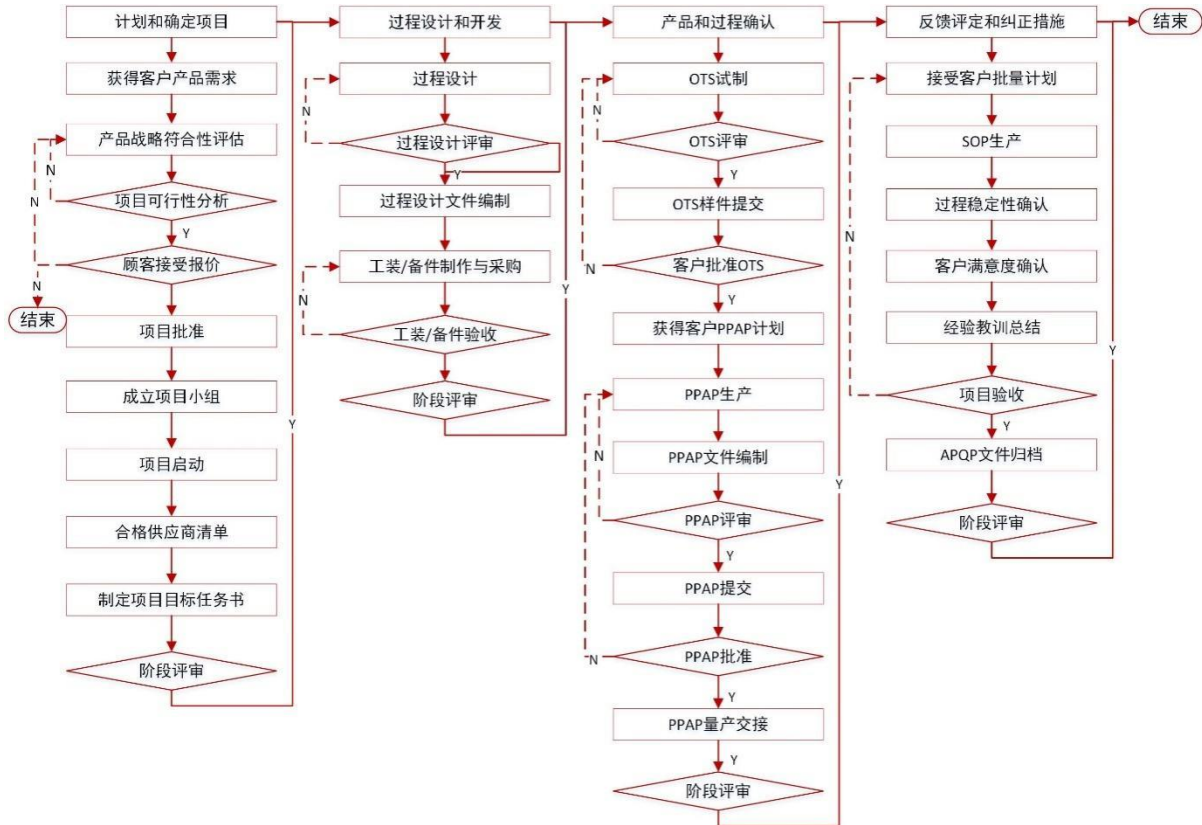 计划和确定项目
获得客户产品需求
产品战略符合性评估
N
N
项目可行性分析
Y
顾客接受报价
N
结束
项目批准
成立项目小组
项目启动
合格供应商清单
制定项目目标任务书
阶段评审
Y
过程设计和开发
过程设计
N
过程设计评审
Y
过程设计文件编制
工装/备件制作与采购
N
工装/备件验收
阶段评审
Y
产品和过程确认
OTS试制
N
OTS评审
Y
OTS样件提交
客户批准OTS
N
Y
获得客户PPAP计划
PPAP生产
PPAP文件编制
N
PPAP评审
Y
PPAP提交
PPAP批准
N
Y
PPAP量产交接
Y
阶段评审
Y
反馈评定和纠正措施
接受客户批量计划
SOP生产
过程稳定性确认
N
客户满意度确认
经验教训总结
项目验收
Y
APQP文件归档
阶段评审
Y
结束